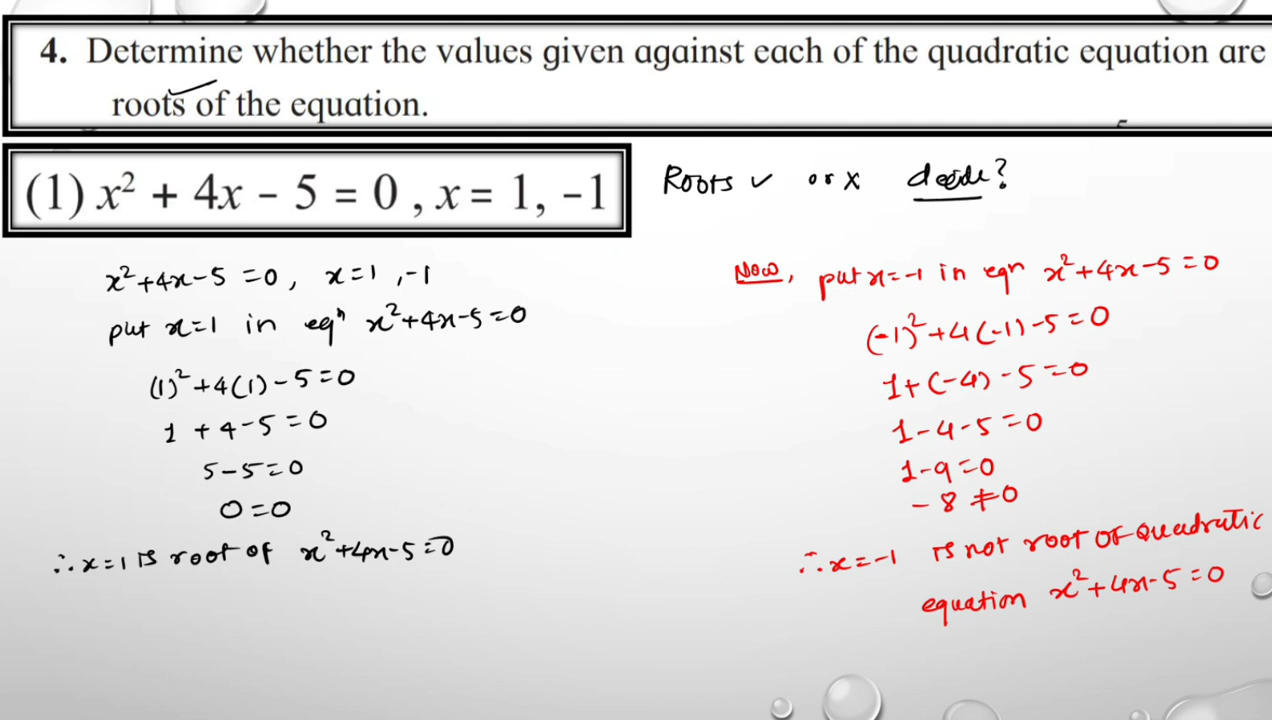 4. Determine whether the values given against each of the quadratic equation are
roots of the equation.
(1) x² + 4x - 5 = 0 , x = 1, -1
Roots ✓ or x decide?
x²+4x-5 =0, x=1 ,-1
put x=1 in eqⁿ x²+4x-5=0
(1)²+4(1)-5=0
1 +4-5=0
5-5=0
0=0
∴x=1 is root of x²+4x-5=0
Now, put x=-1 in eqn x²+4x-5=0
(-1)²+4(-1)-5=0
1+(-4)-5=0
1-4-5=0
1-9=0
-8≠0
∴x=-1 is not root of quadratic
equation x²+4x-5=0